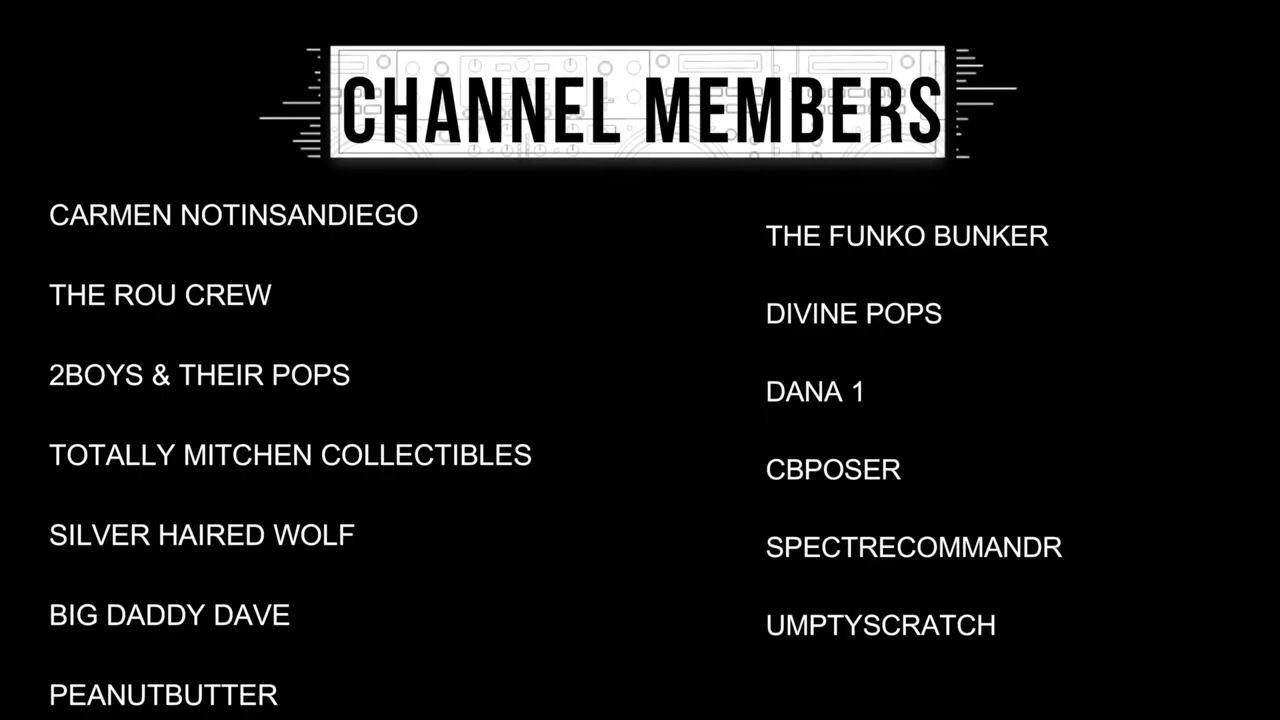 CHANNEL MEMBERS
CARMEN NOTINSANDIEGO
THE ROU CREW
2BOYS & THEIR POPS
TOTALLY MITCHEN COLLECTIBLES
SILVER HAIRED WOLF
BIG DADDY DAVE
PEANUTBUTTER
THE FUNKO BUNKER
DIVINE POPS
DANA 1
CBPOSER
SPECTRECOMMANDR
UMPTYSCRATCH